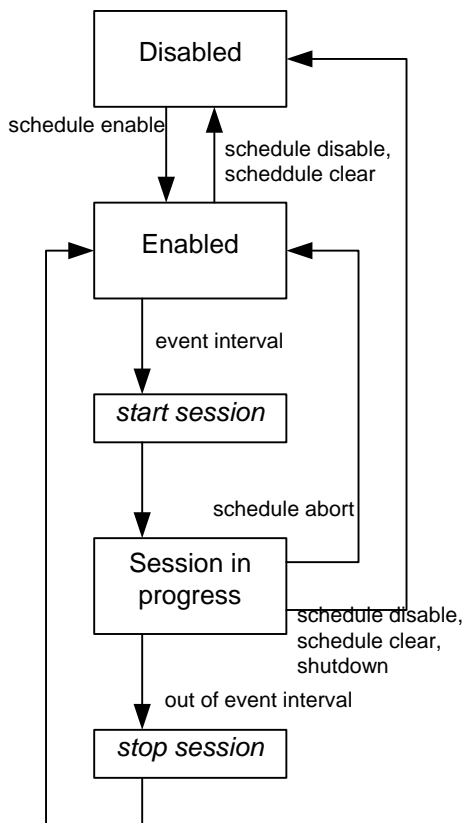 Disabled
schedule enable
schedule disable,
scheddule clear
Enabled
event interval
start session
schedule abort
Session in
progress
schedule disable,
schedule clear,
shutdown
out of event interval
stop session